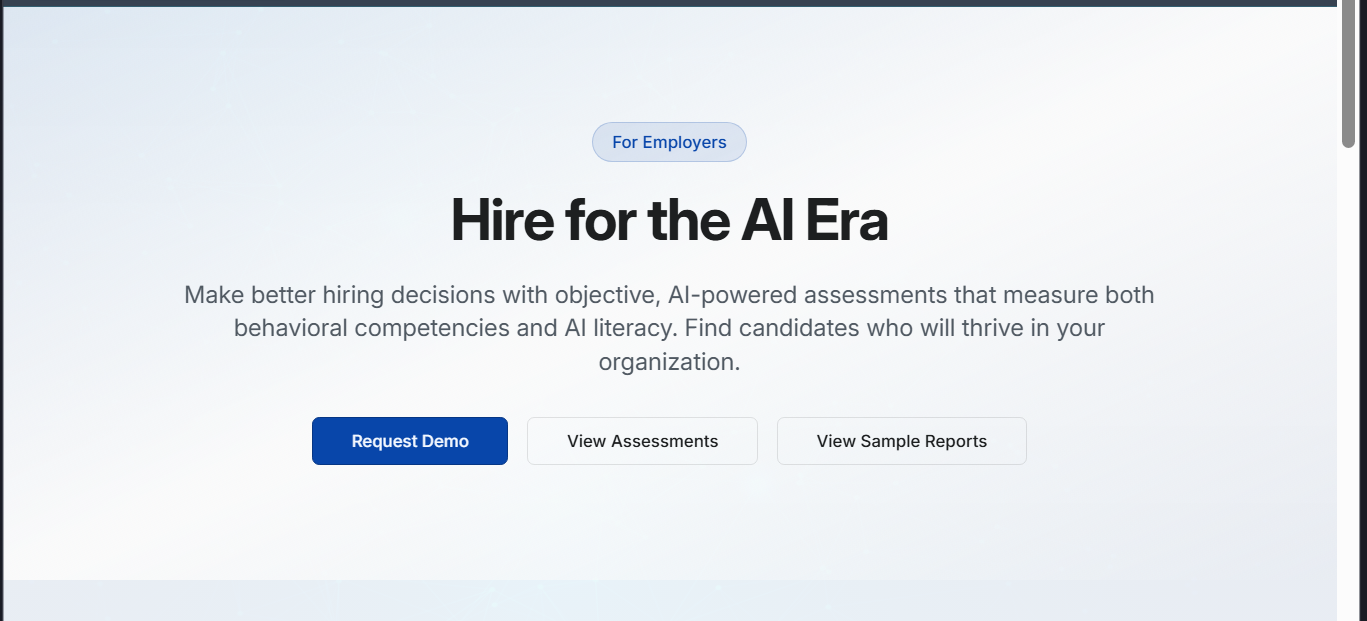 For Employers
Hire for the AI Era
Make better hiring decisions with objective, AI-powered assessments that measure both
behavioral competencies and AI literacy. Find candidates who will thrive in your
organization.
Request Demo
View Assessments
View Sample Reports